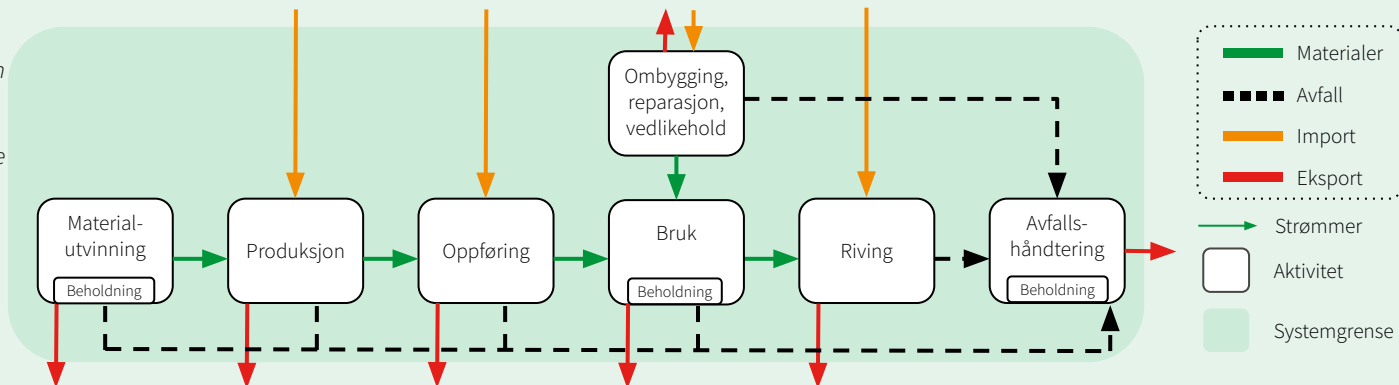 n
e
Ombygging,
reparasjon,
vedlikehold
Material-
utvinning
Beholdning
Produksjon
Oppføring
Bruk
Beholdning
Riving
Avfalls-
håndtering
Beholdning
Materialer
Avfall
Import
Eksport
Strømmer
Aktivitet
Systemgrense